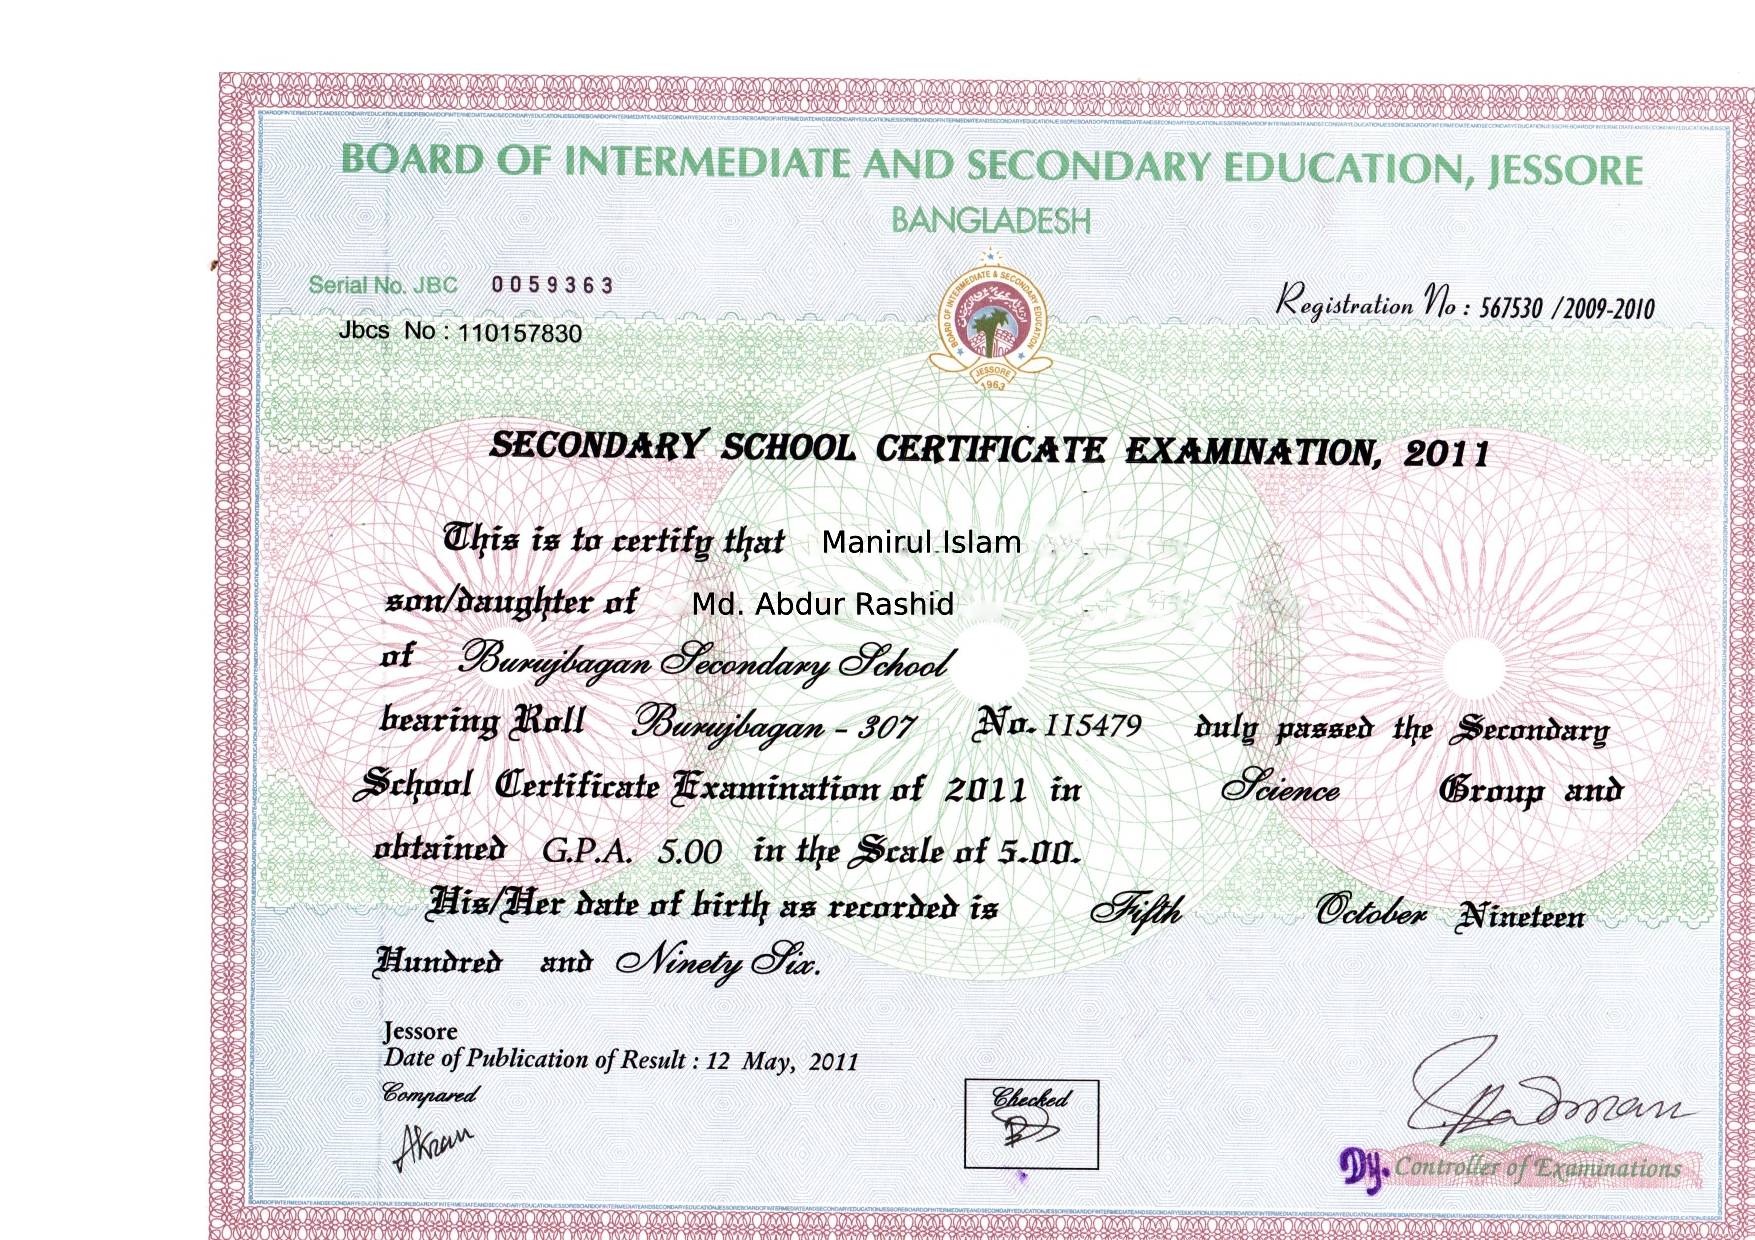 BOARD OF INTERMEDIATE AND SECONDARY EDUCATION, JESSORE
BANGLADESH
Serial No. JBC 0059363
Registration No : 567530 /2009-2010
Jbcs No : 110157830
BOARD OF INTERMEDIATE & SECONDARY EDUCATION
JESSORE
1963
SECONDARY SCHOOL CERTIFICATE EXAMINATION, 2011
This is to certify that Manirul Islam
son/daughter of Md. Abdur Rashid
of Burujbagan Secondary School
bearing Roll Burujbagan - 307 No. 115479 duly passed the Secondary
School Certificate Examination of 2011 in Science Group and
obtained G.P.A. 5.00 in the Scale of 5.00.
His/Her date of birth as recorded is Fifth October Nineteen
Hundred and Ninety Six.
Jessore
Date of Publication of Result : 12 May, 2011
Compared
Akram
Checked
Dy. Controller of Examinations